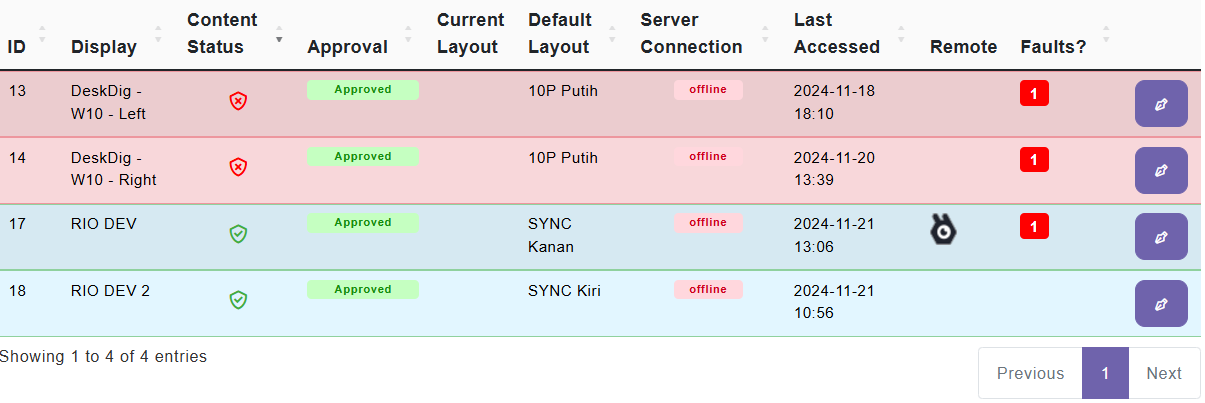 ID Display Content Status Approval Current Layout Default Layout Server Connection Last Accessed Remote Faults?
13 DeskDig - W10 - Left Approved 10P Putih offline 2024-11-18 18:10 1
14 DeskDig - W10 - Right Approved 10P Putih offline 2024-11-20 13:39 1
17 RIO DEV Approved SYNC Kanan offline 2024-11-21 13:06 1
18 RIO DEV 2 Approved SYNC Kiri offline 2024-11-21 10:56
Showing 1 to 4 of 4 entries
Previous 1 Next